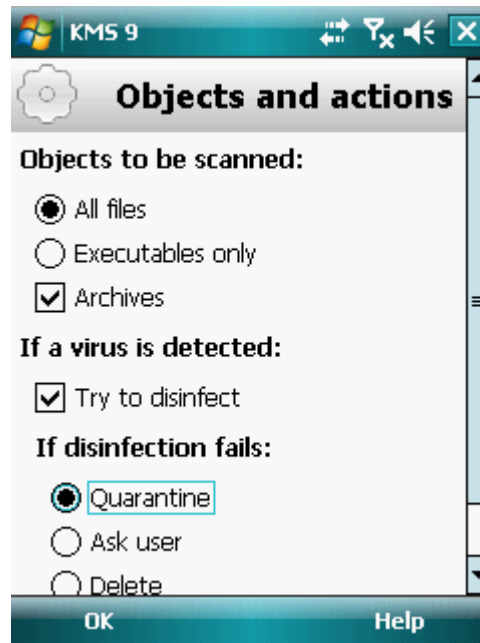 KMS 9
Objects and actions
Objects to be scanned:
All files
Executables only
Archives
If a virus is detected:
Try to disinfect
If disinfection fails:
Quarantine
Ask user
Delete
OK Help